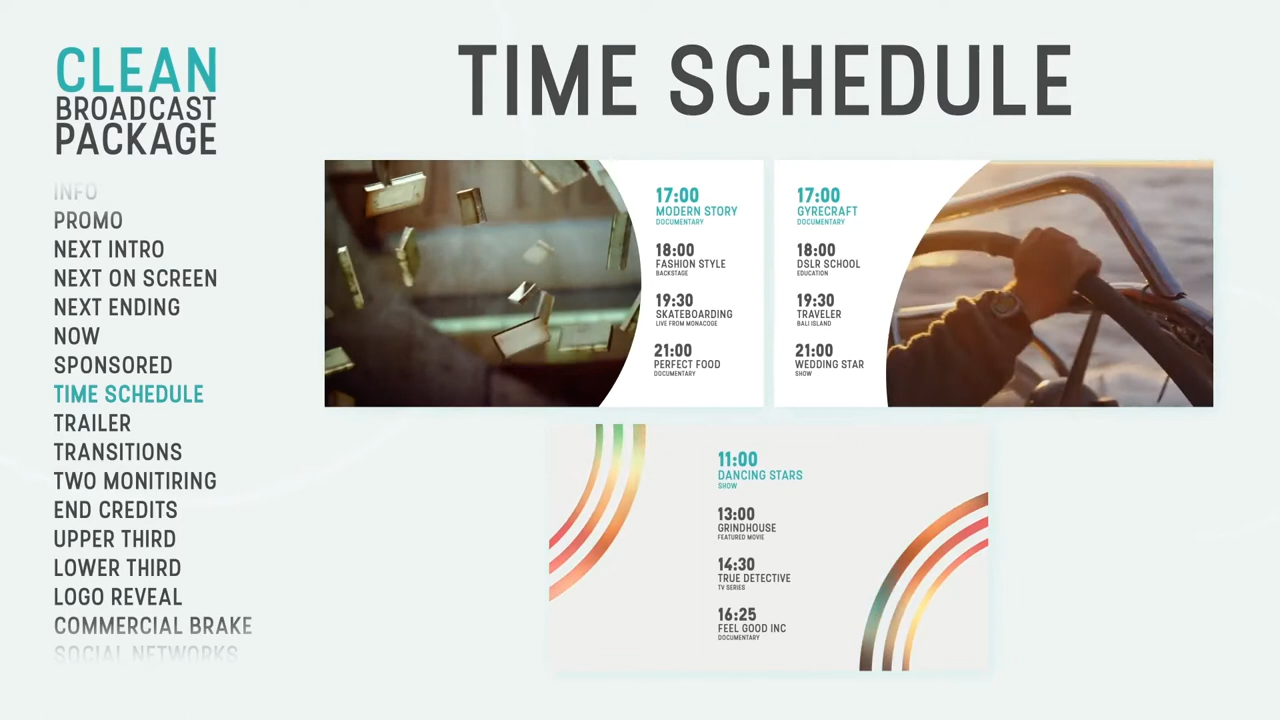 CLEAN
BROADCAST
PACKAGE
INFO
PROMO
NEXT INTRO
NEXT ON SCREEN
NEXT ENDING
NOW
SPONSORED
TIME SCHEDULE
TRAILER
TRANSITIONS
TWO MONITIRING
END CREDITS
UPPER THIRD
LOWER THIRD
LOGO REVEAL
COMMERCIAL BRAKE
SOCIAL NETWORKS
TIME SCHEDULE
17:00
MODERN STORY
DOCUMENTARY
18:00
FASHION STYLE
BACKSTAGE
19:30
SKATEBOARDING
LIVE FROM MONACOGE
21:00
PERFECT FOOD
DOCUMENTARY
17:00
GYRECRAFT
DOCUMENTARY
18:00
DSLR SCHOOL
EDUCATION
19:30
TRAVELER
BALI ISLAND
21:00
WEDDING STAR
SHOW
11:00
DANCING STARS
SHOW
13:00
GRINDHOUSE
FEATURED MOVIE
14:30
TRUE DETECTIVE
TV SERIES
16:25
FEEL GOOD INC
DOCUMENTARY